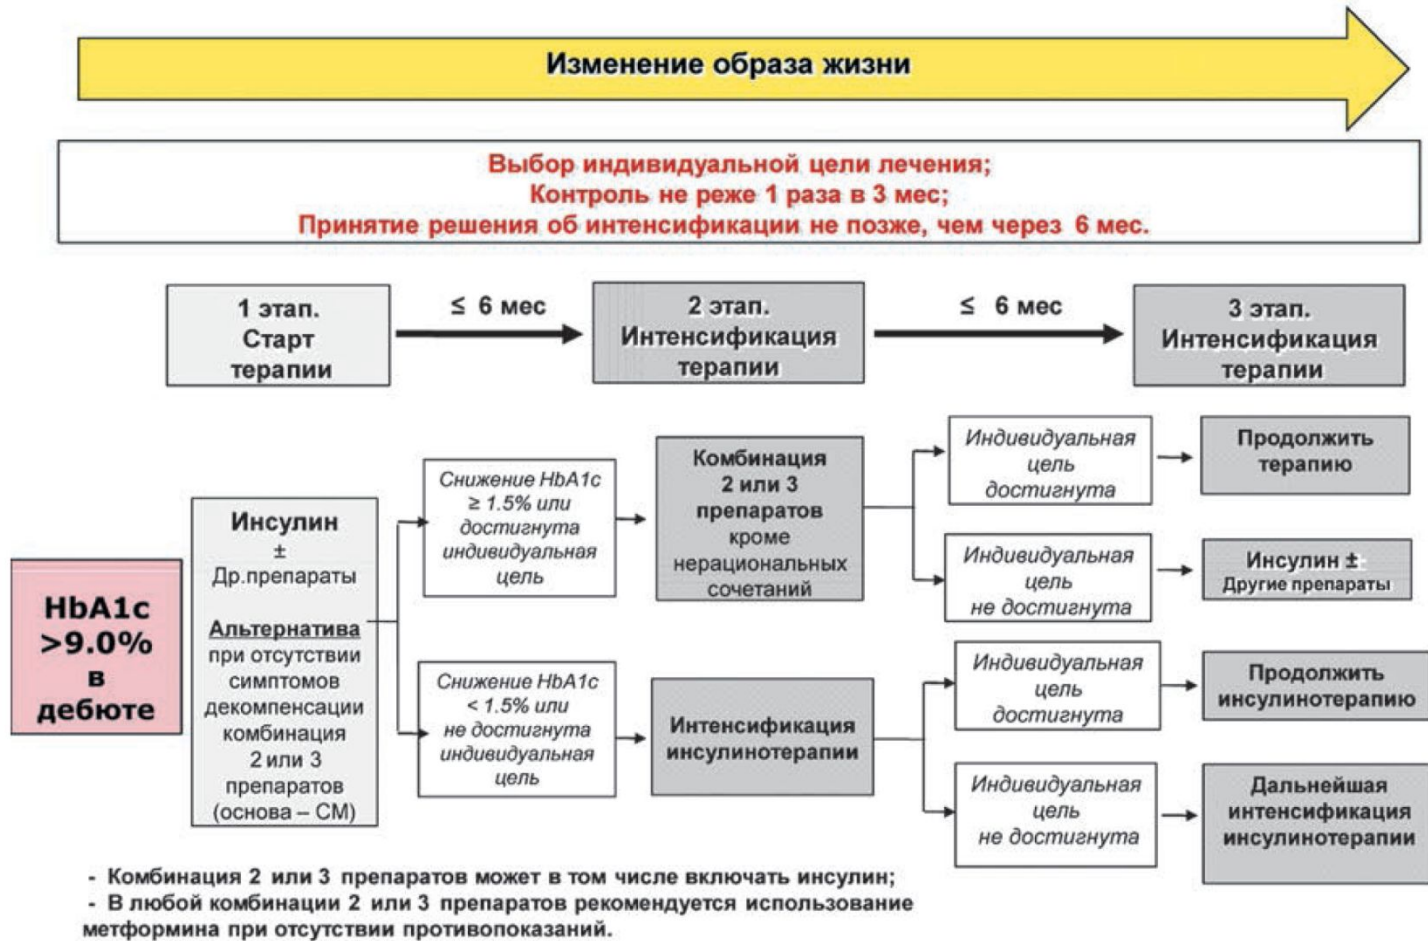 Изменение образа жизни
Выбор индивидуальной цели лечения;
Контроль не реже 1 раза в 3 мес;
Принятие решения об интенсификации не позже, чем через 6 мес.
1 этап.
Старт
терапии
≤ 6 мес
2 этап.
Интенсификация
терапии
≤ 6 мес
3 этап.
Интенсификация
терапии
HbA1c
>9.0%
в
дебюте
Инсулин
±
Др.препараты
Альтернатива
при отсутствии
симптомов
декомпенсации
комбинация
2 или 3
препаратов
(основа – СМ)
Снижение HbA1c
≥ 1.5% или
достигнута
индивидуальная
цель
Комбинация
2 или 3
препаратов
кроме
нерациональных
сочетаний
Индивидуальная
цель
достигнута
Продолжить
терапию
Индивидуальная
цель
не достигнута
Инсулин ±
Другие препараты
Снижение HbA1c
< 1.5% или
не достигнута
индивидуальная
цель
Интенсификация
инсулинотерапии
Индивидуальная
цель
достигнута
Продолжить
инсулинотерапию
Индивидуальная
цель
не достигнута
Дальнейшая
интенсификация
инсулинотерапии
- Комбинация 2 или 3 препаратов может в том числе включать инсулин;
- В любой комбинации 2 или 3 препаратов рекомендуется использование
метформина при отсутствии противопоказаний.